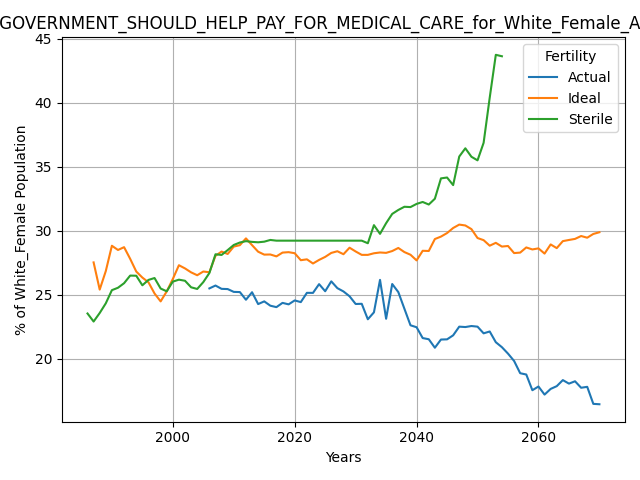 GOVERNMENT_SHOULD_HELP_PAY_FOR_MEDICAL_CARE_for_White_Female_A
45
40
35
30
25
20
% of White_Female Population
Fertility
Actual
Ideal
Sterile
2000 2020 2040 2060
Years